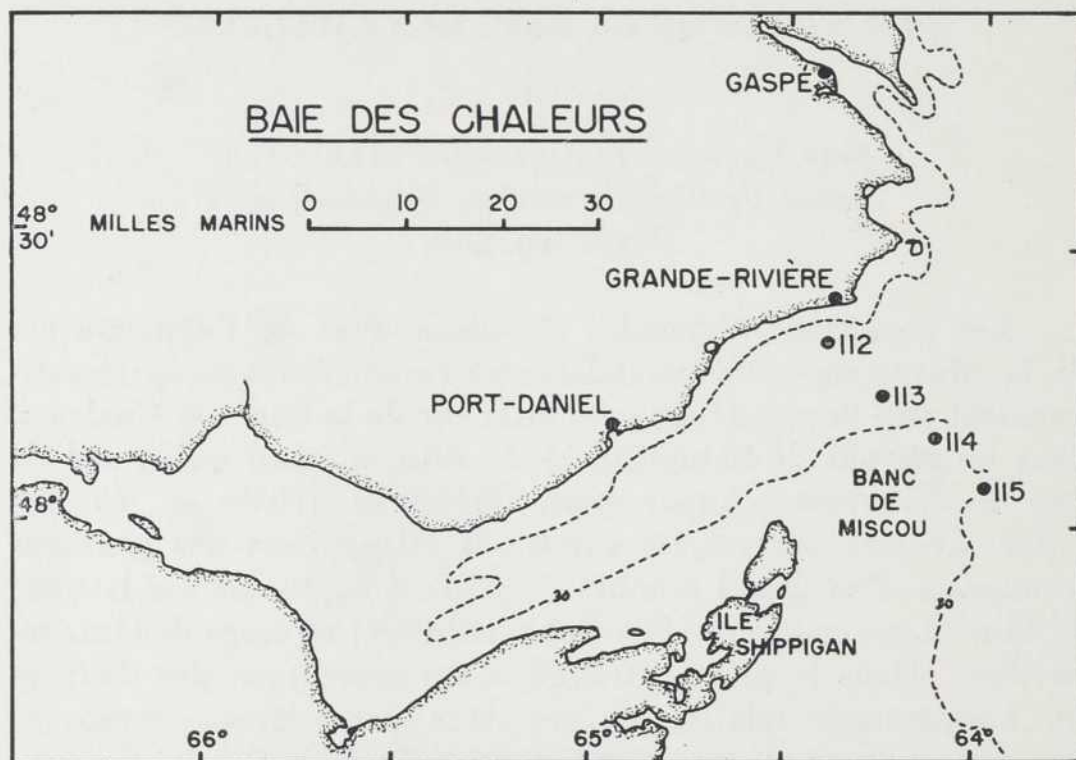 GASPÉ
BAIE DES CHALEURS
48°
30'
MILLES MARINS
0 10 20 30
GRANDE-RIVIÈRE
112
113
PORT-DANIEL
114
BANC
DE
MISCOU
115
48°
30
ILE
SHIPPIGAN
30
66° 65° 64°